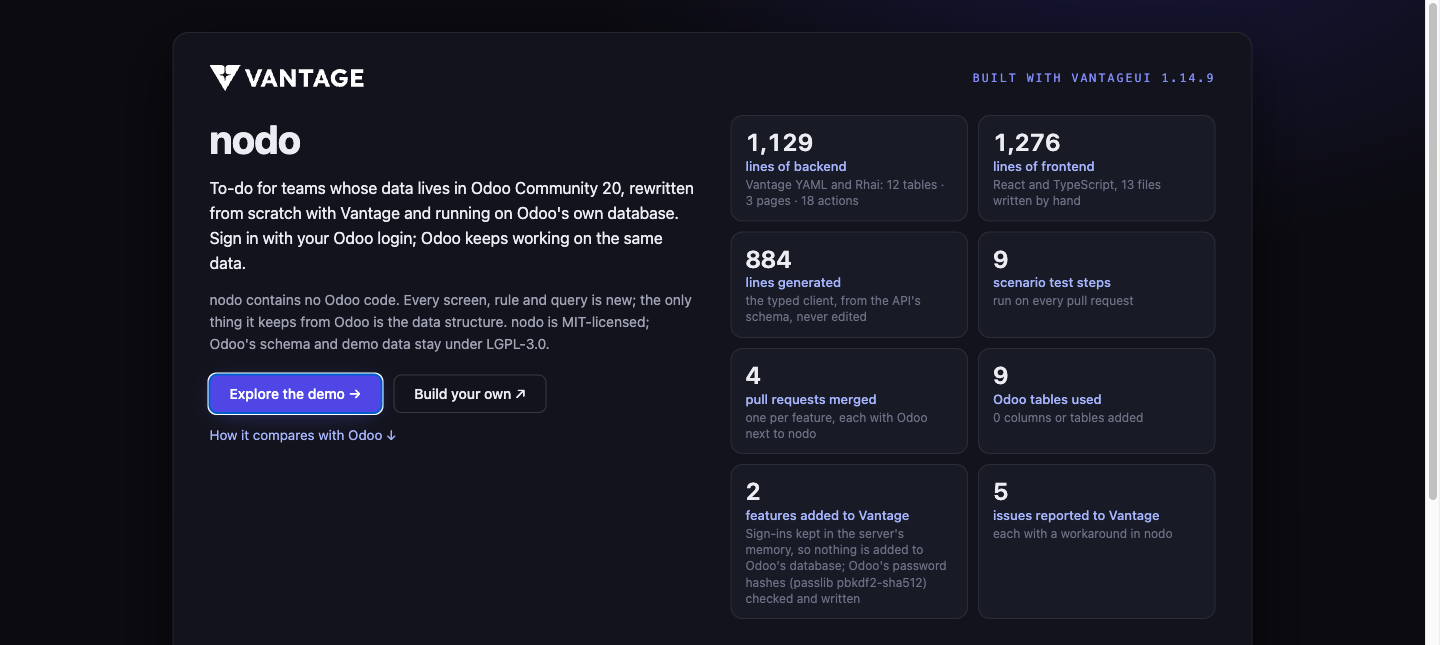 VANTAGE
BUILT WITH VANTAGEUI 1.14.9
nodo
To-do for teams whose data lives in Odoo Community 20, rewritten
from scratch with Vantage and running on Odoo's own database.
Sign in with your Odoo login; Odoo keeps working on the same
data.
nodo contains no Odoo code. Every screen, rule and query is new; the only
thing it keeps from Odoo is the data structure. nodo is MIT-licensed;
Odoo's schema and demo data stay under LGPL-3.0.
Explore the demo →
Build your own ↗
How it compares with Odoo ↓
1,129
lines of backend
Vantage YAML and Rhai: 12 tables ·
3 pages · 18 actions
1,276
lines of frontend
React and TypeScript, 13 files
written by hand
884
lines generated
the typed client, from the API's
schema, never edited
9
scenario test steps
run on every pull request
4
pull requests merged
one per feature, each with Odoo
next to nodo
9
Odoo tables used
0 columns or tables added
2
features added to Vantage
Sign-ins kept in the server's
memory, so nothing is added to
Odoo's database; Odoo's password
hashes (passlib pbkdf2-sha512)
checked and written
5
issues reported to Vantage
each with a workaround in nodo